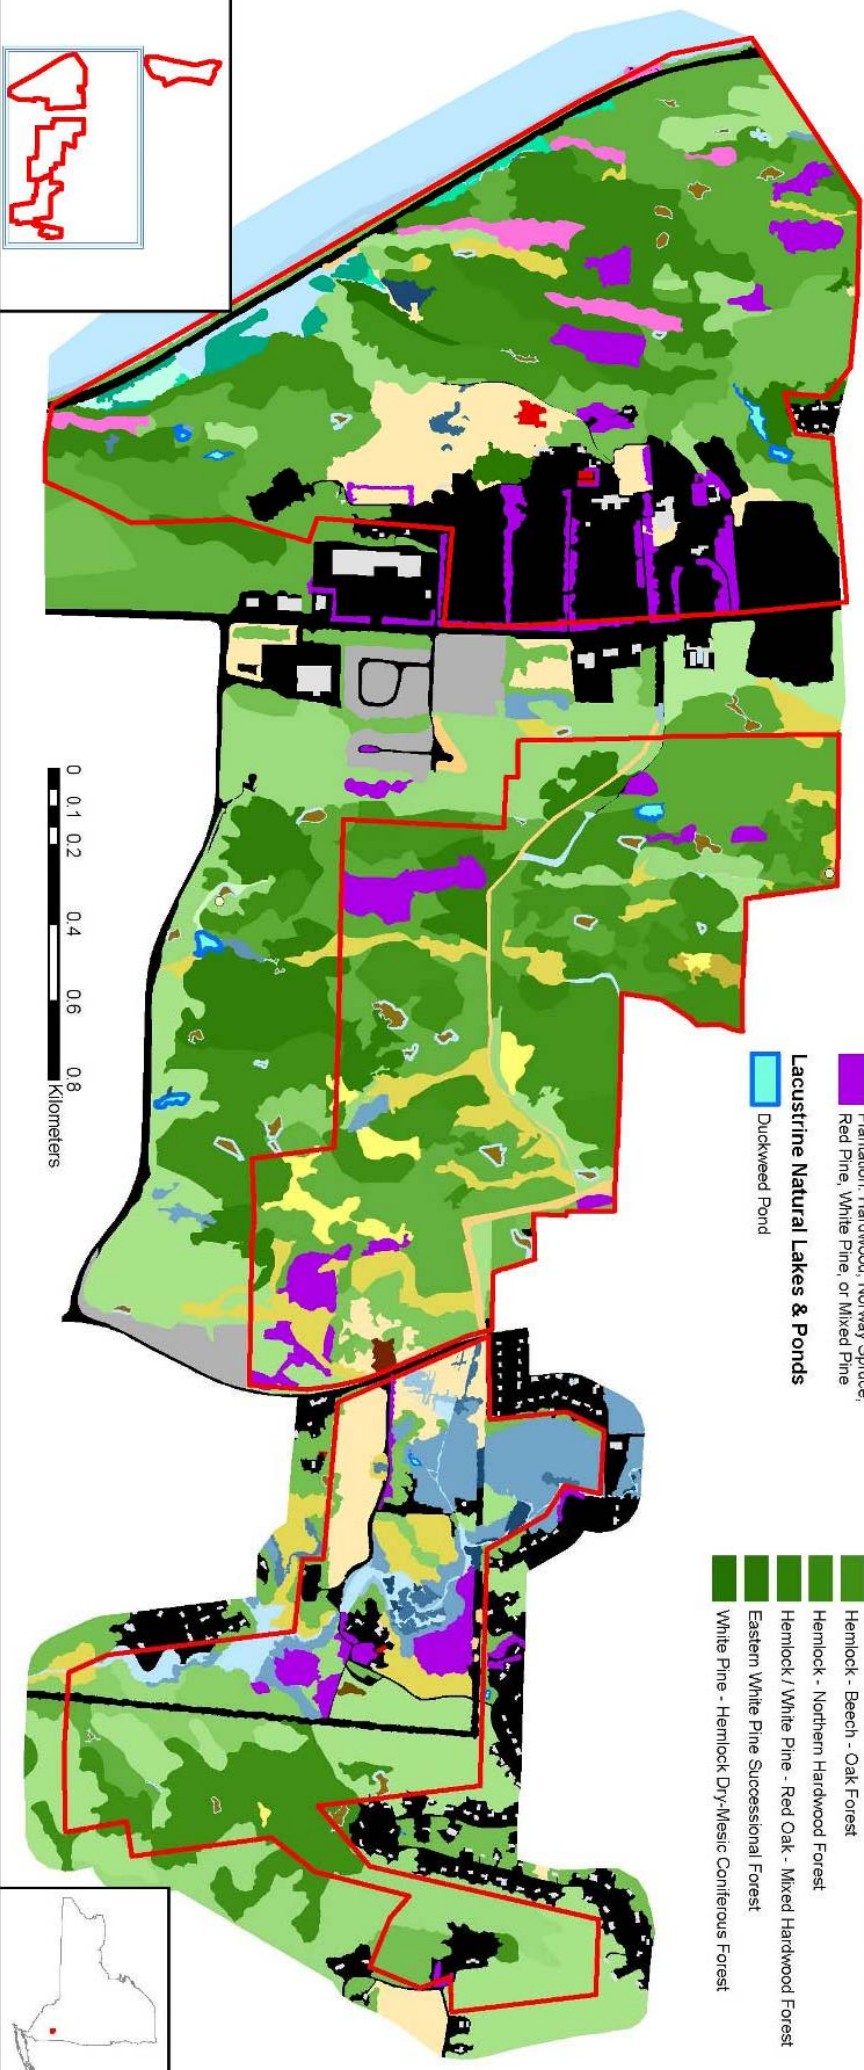 Red Pine, White Pine, or Mixed Pine
Lacustrine Natural Lakes & Ponds
Duckweed Pond
Hemlock - Beech - Oak Forest
Hemlock - Northern Hardwood Forest
Hemlock / White Pine - Red Oak - Mixed Hardwood Forest
Eastern White Pine Successional Forest
White Pine - Hemlock Dry-Mesic Coniferous Forest
0 0.1 0.2 0.4 0.6 0.8
Kilometers